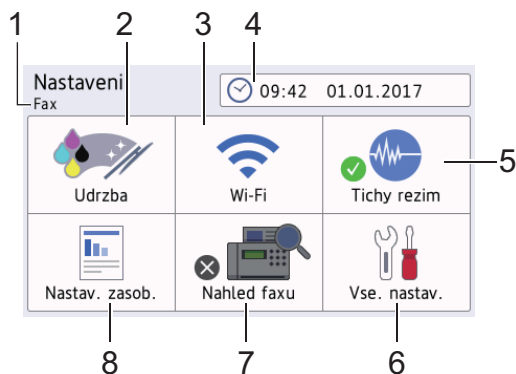 1
2
3
4
Nastaveni
09:42 01.01.2017
Fax
Udrzba
Wi-Fi
Tichy rezim
5
Nastav. zasob.
Nahled faxu
Vse. nastav.
8
7
6